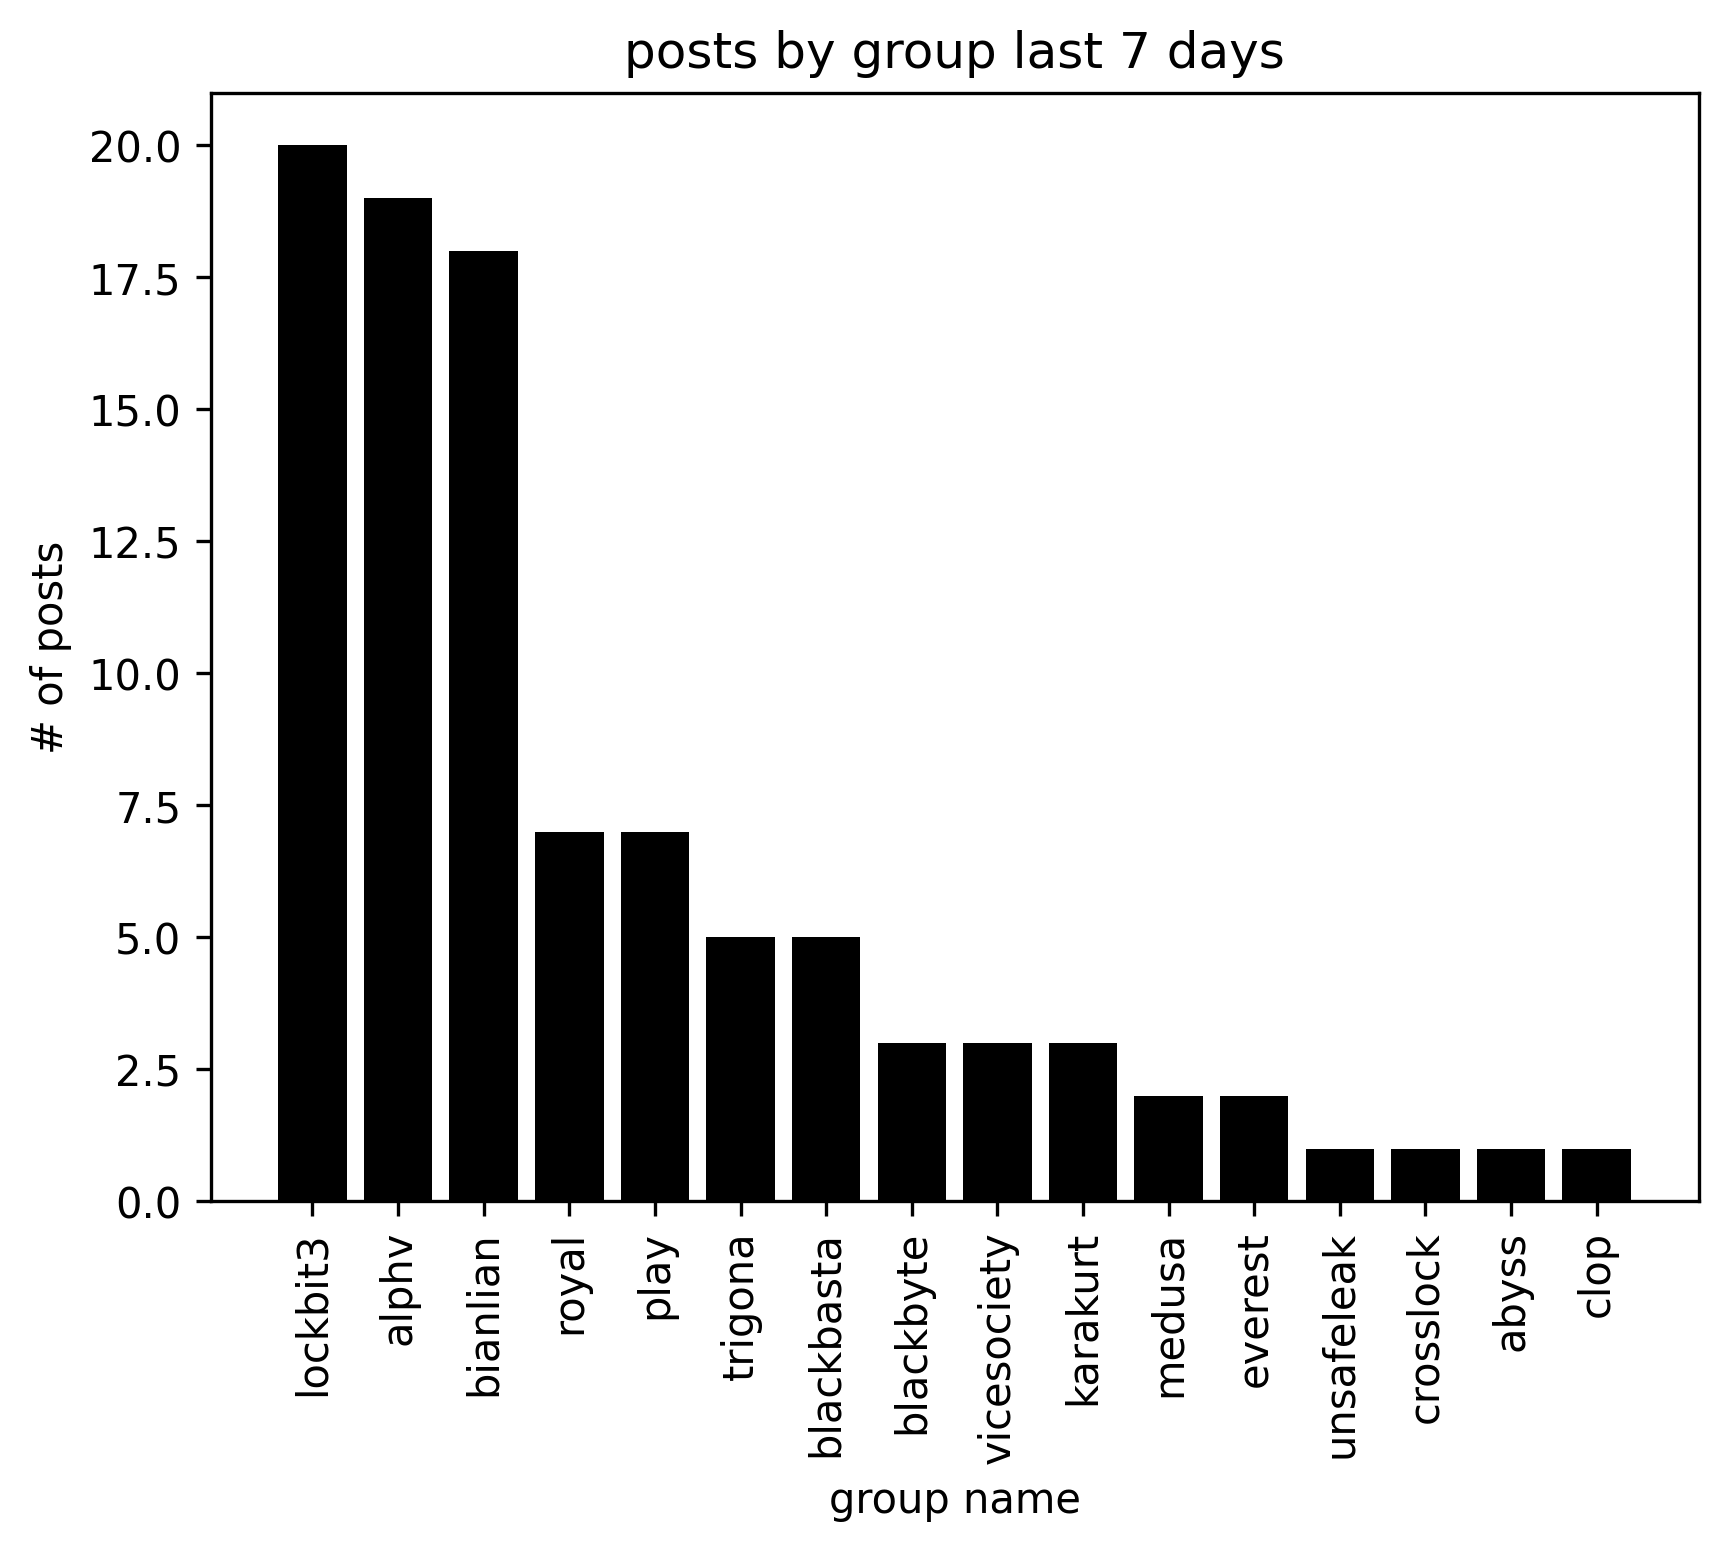 posts by group last 7 days
# of posts
20.0
17.5
15.0
12.5
10.0
7.5
5.0
2.5
0.0
lockbit3
alphv
bianlian
royal
play
trigona
blackbasta
blackbyte
vicesociety
karakurt
medusa
everest
unsafeleak
crosslock
abyss
clop
group name